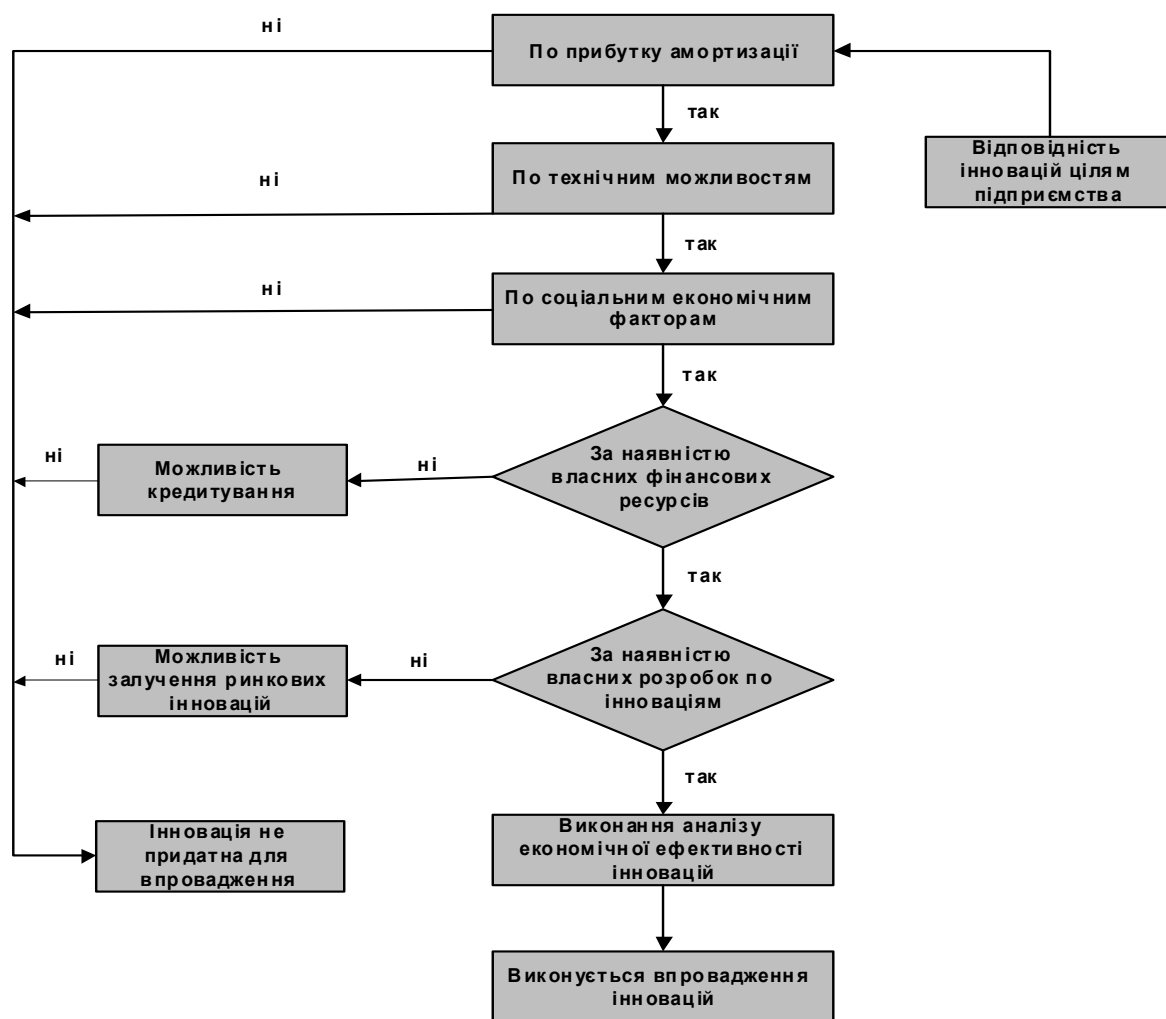 ні
По прибутку амортизації
так
Відповідність
інновацій цілям
підприємства
ні
По технічним можливостям
так
ні
По соціальним економічним
факторам
так
За наявністю
власних фінансових
ресурсів
ні
Можливість
кредитування
ні
так
За наявністю
власних розробок по
інноваціям
ні
Можливість
залучення ринкових
інновацій
ні
так
Виконання аналізу
економічної ефективності
інновацій
Інновація не
придатна для
впровадження
Виконується впровадження
інновацій